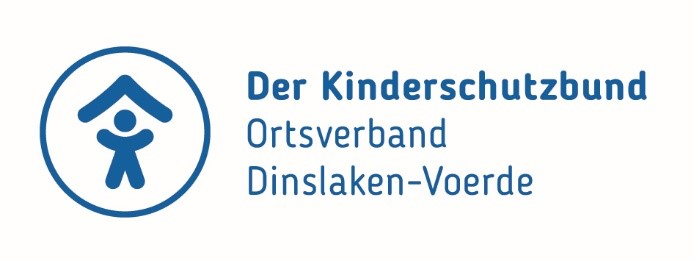 Der Kinderschutzbund
Ortsverband
Dinslaken-Voerde